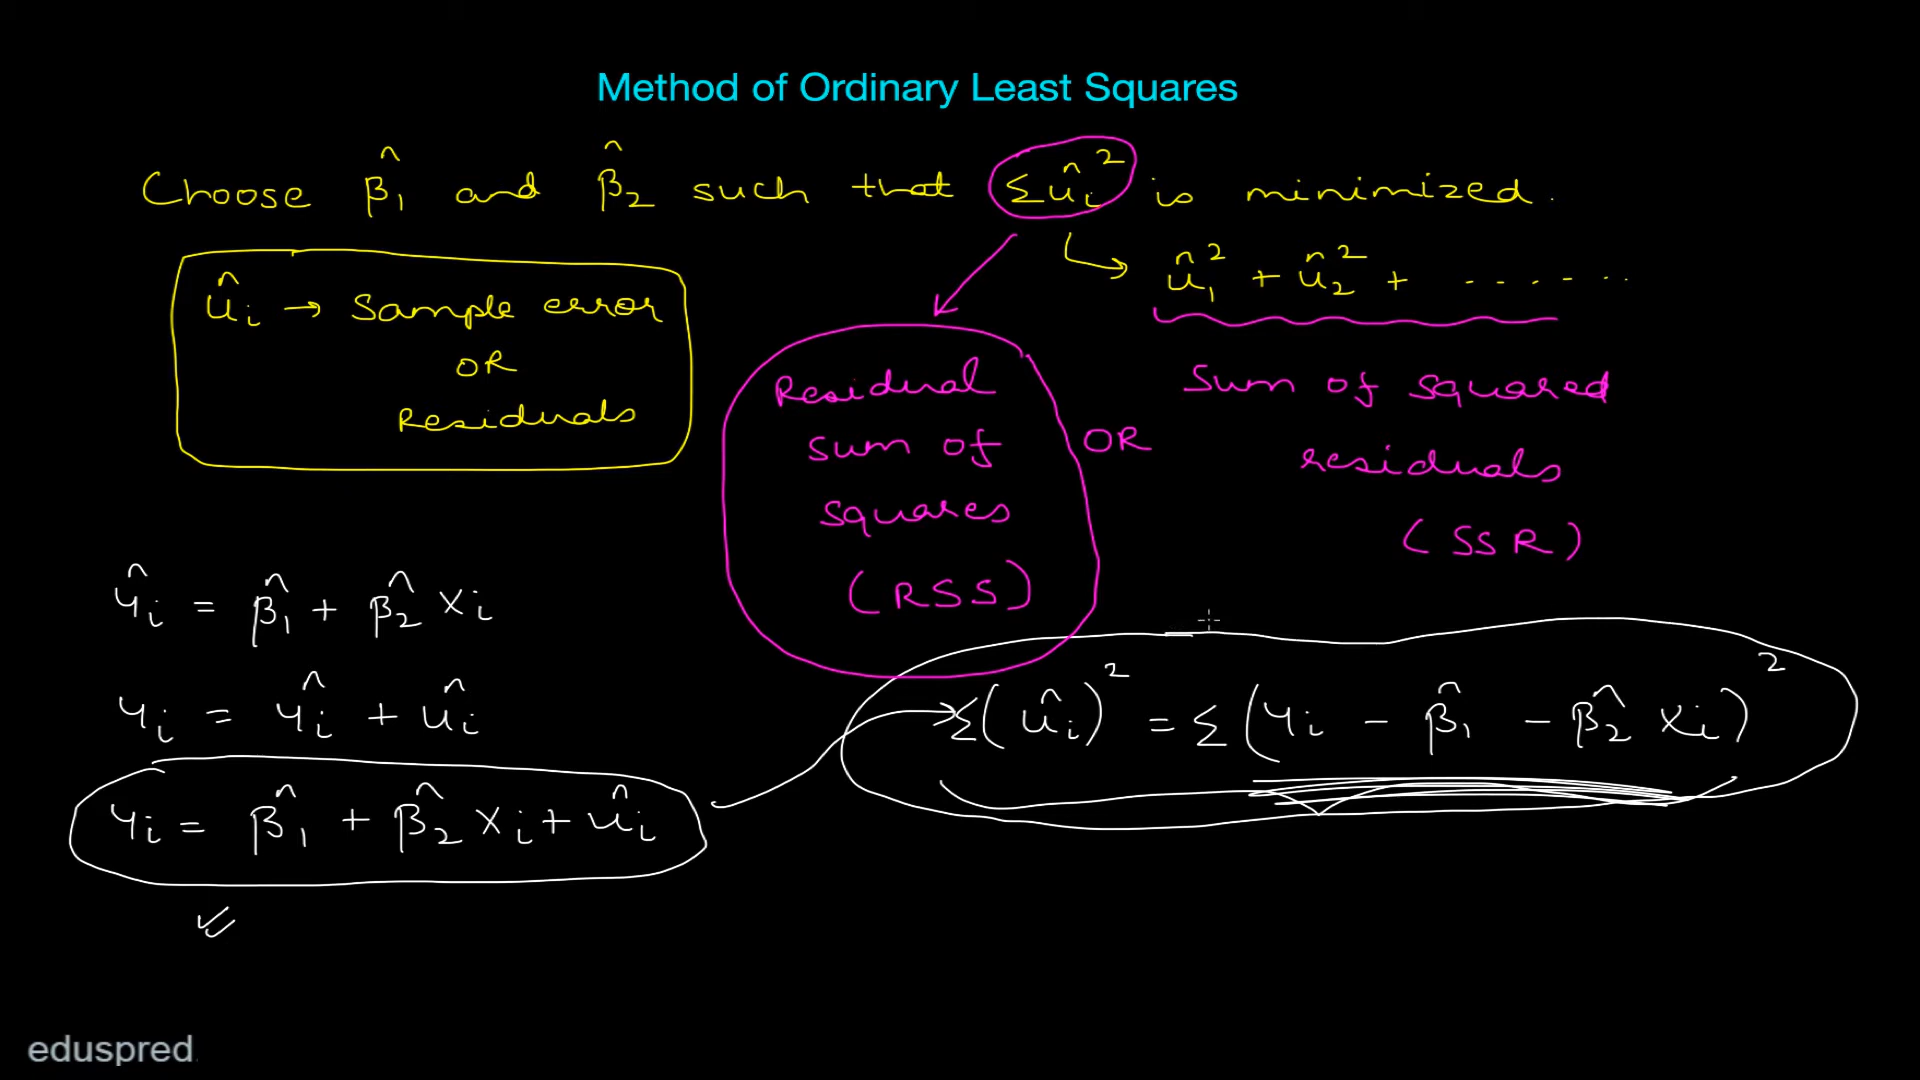 Method of Ordinary Least Squares
Choose β̂₁ and β̂₂ such that Σûᵢ² is minimized.
û₁² + û₂² + .......
ûᵢ → Sample error
OR
Residuals
Residual
sum of
squares
(RSS)
OR
Sum of squared
residuals
(SSR)
Ŷᵢ = β̂₁ + β̂₂ Xᵢ
Yᵢ = Ŷᵢ + ûᵢ
Yᵢ = β̂₁ + β̂₂ Xᵢ + ûᵢ
Σ(ûᵢ)² = Σ(Yᵢ - β̂₁ - β̂₂ Xᵢ)²
eduspred